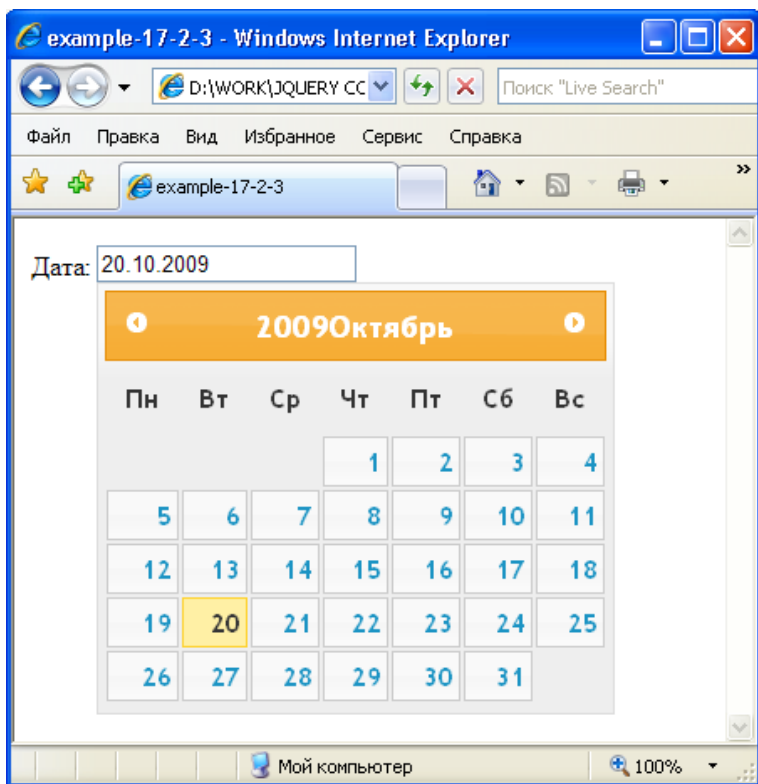 example-17-2-3 - Windows Internet Explorer
D:\WORK\JQUERY CC
Поиск "Live Search"
Файл Правка Вид Избранное Сервис Справка
example-17-2-3
Дата: 20.10.2009
2009Октябрь
Пн Вт Ср Чт Пт Сб Вс
1 2 3 4
5 6 7 8 9 10 11
12 13 14 15 16 17 18
19 20 21 22 23 24 25
26 27 28 29 30 31
Мой компьютер 100%